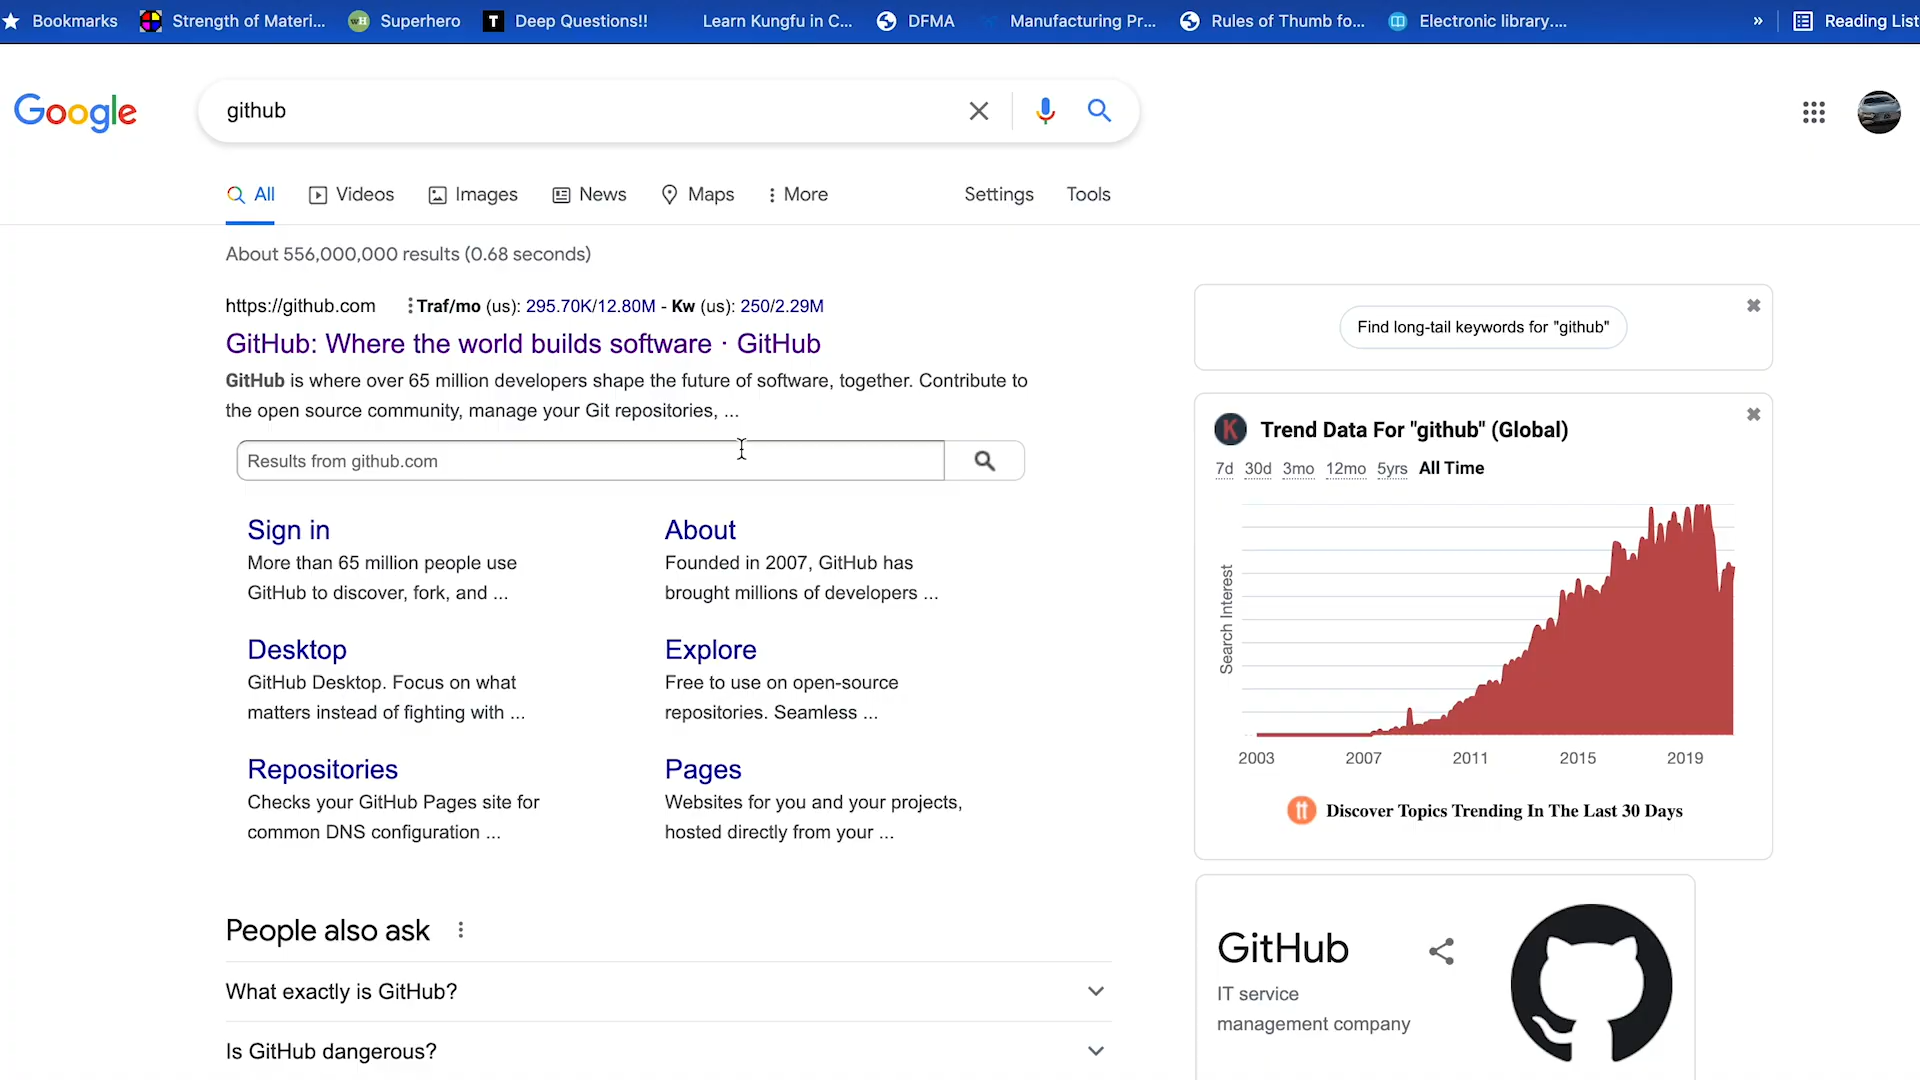 Bookmarks Strength of Materi... Superhero Deep Questions!! Learn Kungfu in C... DFMA Manufacturing Pr... Rules of Thumb fo... Electronic library.... » Reading List
Google github
All Videos Images News Maps More Settings Tools
About 556,000,000 results (0.68 seconds)
https://github.com Traf/mo (us): 295.70K/12.80M - Kw (us): 250/2.29M
GitHub: Where the world builds software · GitHub
GitHub is where over 65 million developers shape the future of software, together. Contribute to
the open source community, manage your Git repositories, ...
Results from github.com
Sign in
More than 65 million people use
GitHub to discover, fork, and ...
About
Founded in 2007, GitHub has
brought millions of developers ...
Desktop
GitHub Desktop. Focus on what
matters instead of fighting with ...
Explore
Free to use on open-source
repositories. Seamless ...
Repositories
Checks your GitHub Pages site for
common DNS configuration ...
Pages
Websites for you and your projects,
hosted directly from your ...
People also ask
What exactly is GitHub?
Is GitHub dangerous?
Find long-tail keywords for "github"
K Trend Data For "github" (Global)
7d 30d 3mo 12mo 5yrs All Time
Search Interest
2003 2007 2011 2015 2019
Discover Topics Trending In The Last 30 Days
GitHub
IT service
management company